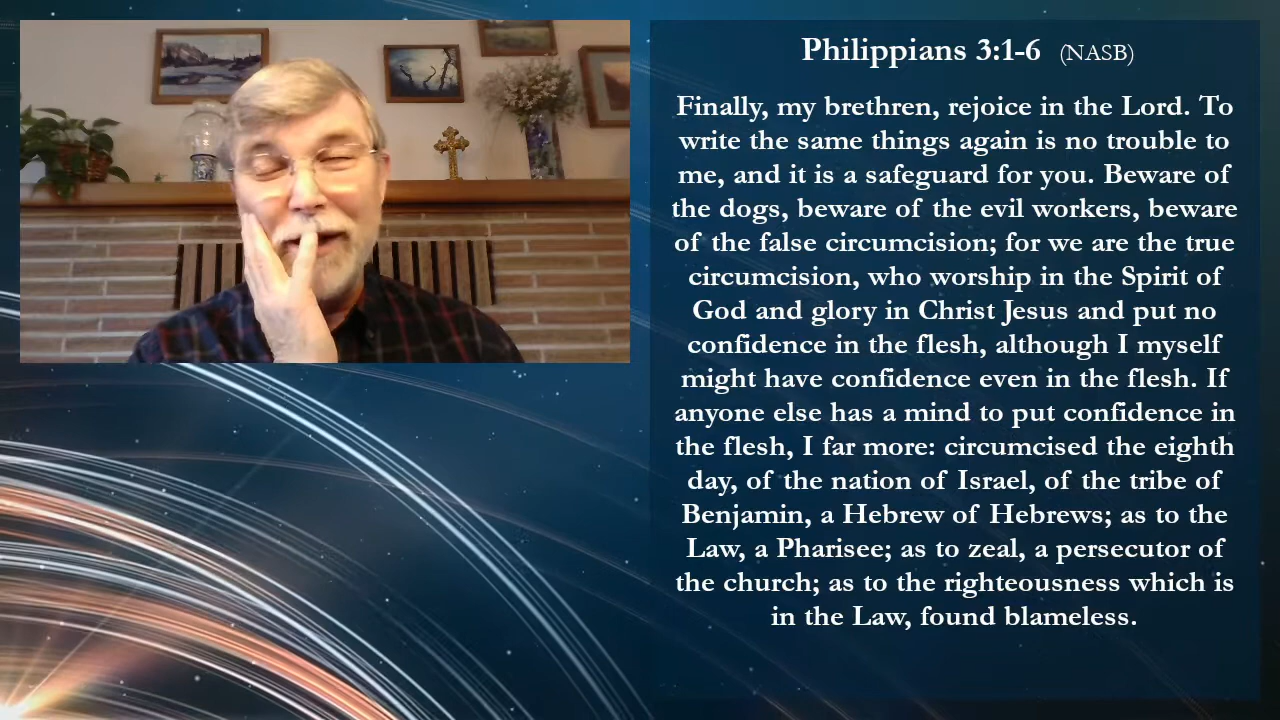 Philippians 3:1-6 (NASB)
Finally, my brethren, rejoice in the Lord. To
write the same things again is no trouble to
me, and it is a safeguard for you. Beware of
the dogs, beware of the evil workers, beware
of the false circumcision; for we are the true
circumcision, who worship in the Spirit of
God and glory in Christ Jesus and put no
confidence in the flesh, although I myself
might have confidence even in the flesh. If
anyone else has a mind to put confidence in
the flesh, I far more: circumcised the eighth
day, of the nation of Israel, of the tribe of
Benjamin, a Hebrew of Hebrews; as to the
Law, a Pharisee; as to zeal, a persecutor of
the church; as to the righteousness which is
in the Law, found blameless.